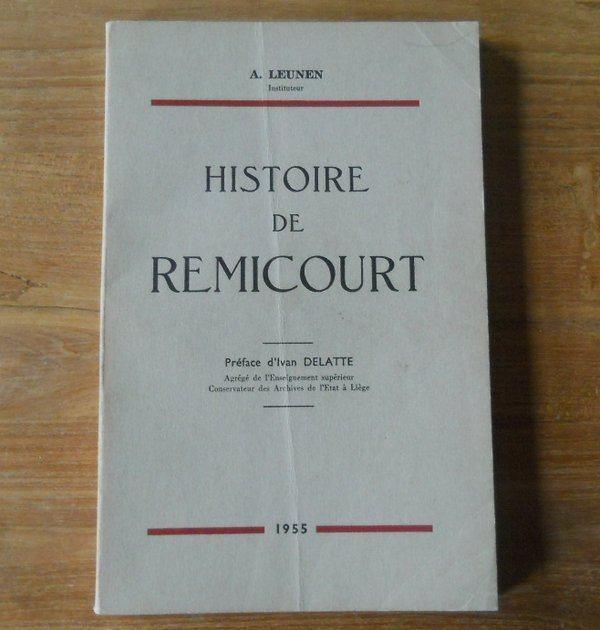 A. LEUNEN
Instituteur
HISTOIRE
DE
REMICOURT
Préface d'Ivan DELATTE
Agrégé de l'Enseignement supérieur
Conservateur des Archives de l'Etat à Liège
1955